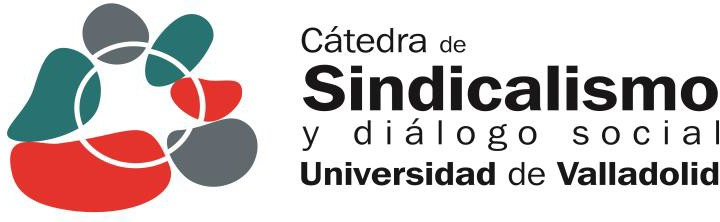 Cátedra de
Sindicalismo
y diálogo social
Universidad de Valladolid